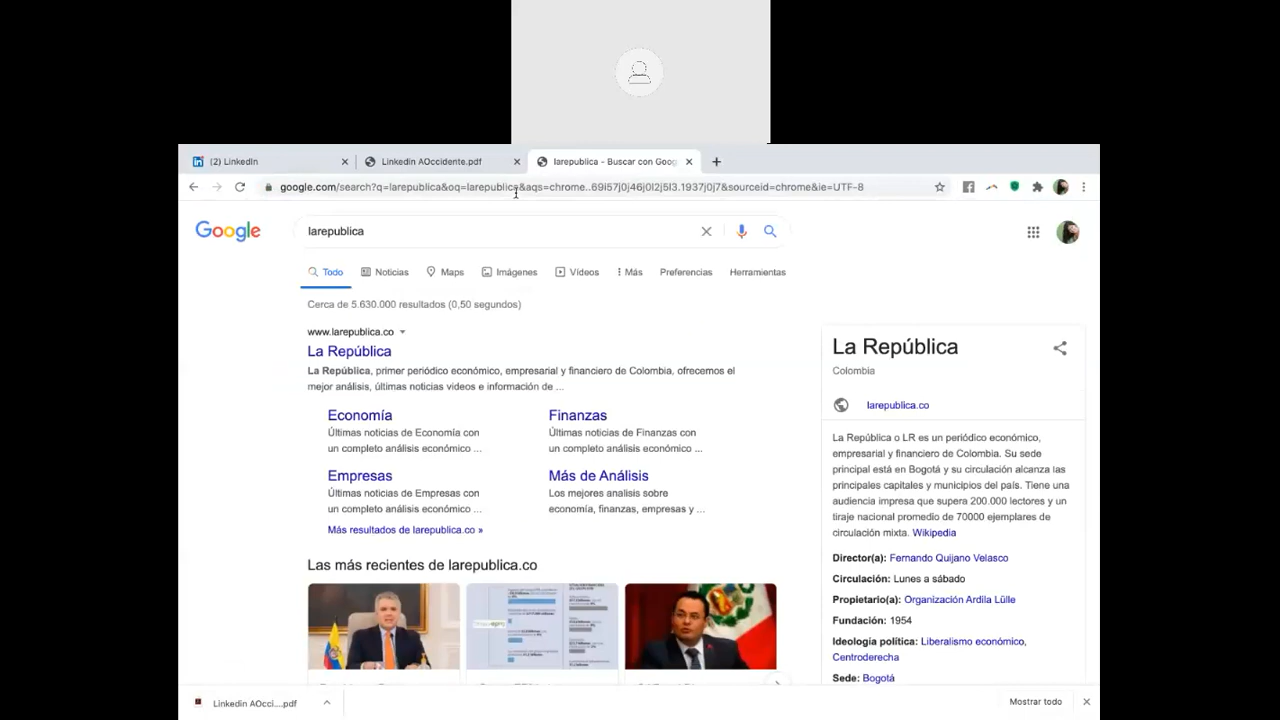 (2) LinkedIn
Linkedin AOccidente.pdf
larepublica - Buscar con Goog
google.com/search?q=larepublica&oq=larepublica&aqs=chrome..69i57j0j46j0l2j5l3.1937j0j7&sourceid=chrome&ie=UTF-8
Google
larepublica
Todo Noticias Maps Imágenes Vídeos Más Preferencias Herramientas
Cerca de 5.630.000 resultados (0,50 segundos)
www.larepublica.co
La República
La República, primer periódico económico, empresarial y financiero de Colombia, ofrecemos el
mejor análisis, últimas noticias videos e información de ...
Economía
Últimas noticias de Economía con
un completo análisis económico ...
Finanzas
Últimas noticias de Finanzas con
un completo análisis económico ...
Empresas
Últimas noticias de Empresas con
un completo análisis económico ...
Más de Análisis
Los mejores analisis sobre
economía, finanzas, empresas y ...
Más resultados de larepublica.co »
Las más recientes de larepublica.co
La República
Colombia
larepublica.co
La República o LR es un periódico económico,
empresarial y financiero de Colombia. Su sede
principal está en Bogotá y su circulación alcanza las
principales capitales y municipios del país. Tiene una
audiencia impresa que supera 200.000 lectores y un
tiraje nacional promedio de 70000 ejemplares de
circulación mixta. Wikipedia
Director(a): Fernando Quijano Velasco
Circulación: Lunes a sábado
Propietario(a): Organización Ardila Lülle
Fundación: 1954
Ideología política: Liberalismo económico,
Centroderecha
Sede: Bogotá
Linkedin AOcci....pdf
Mostrar todo